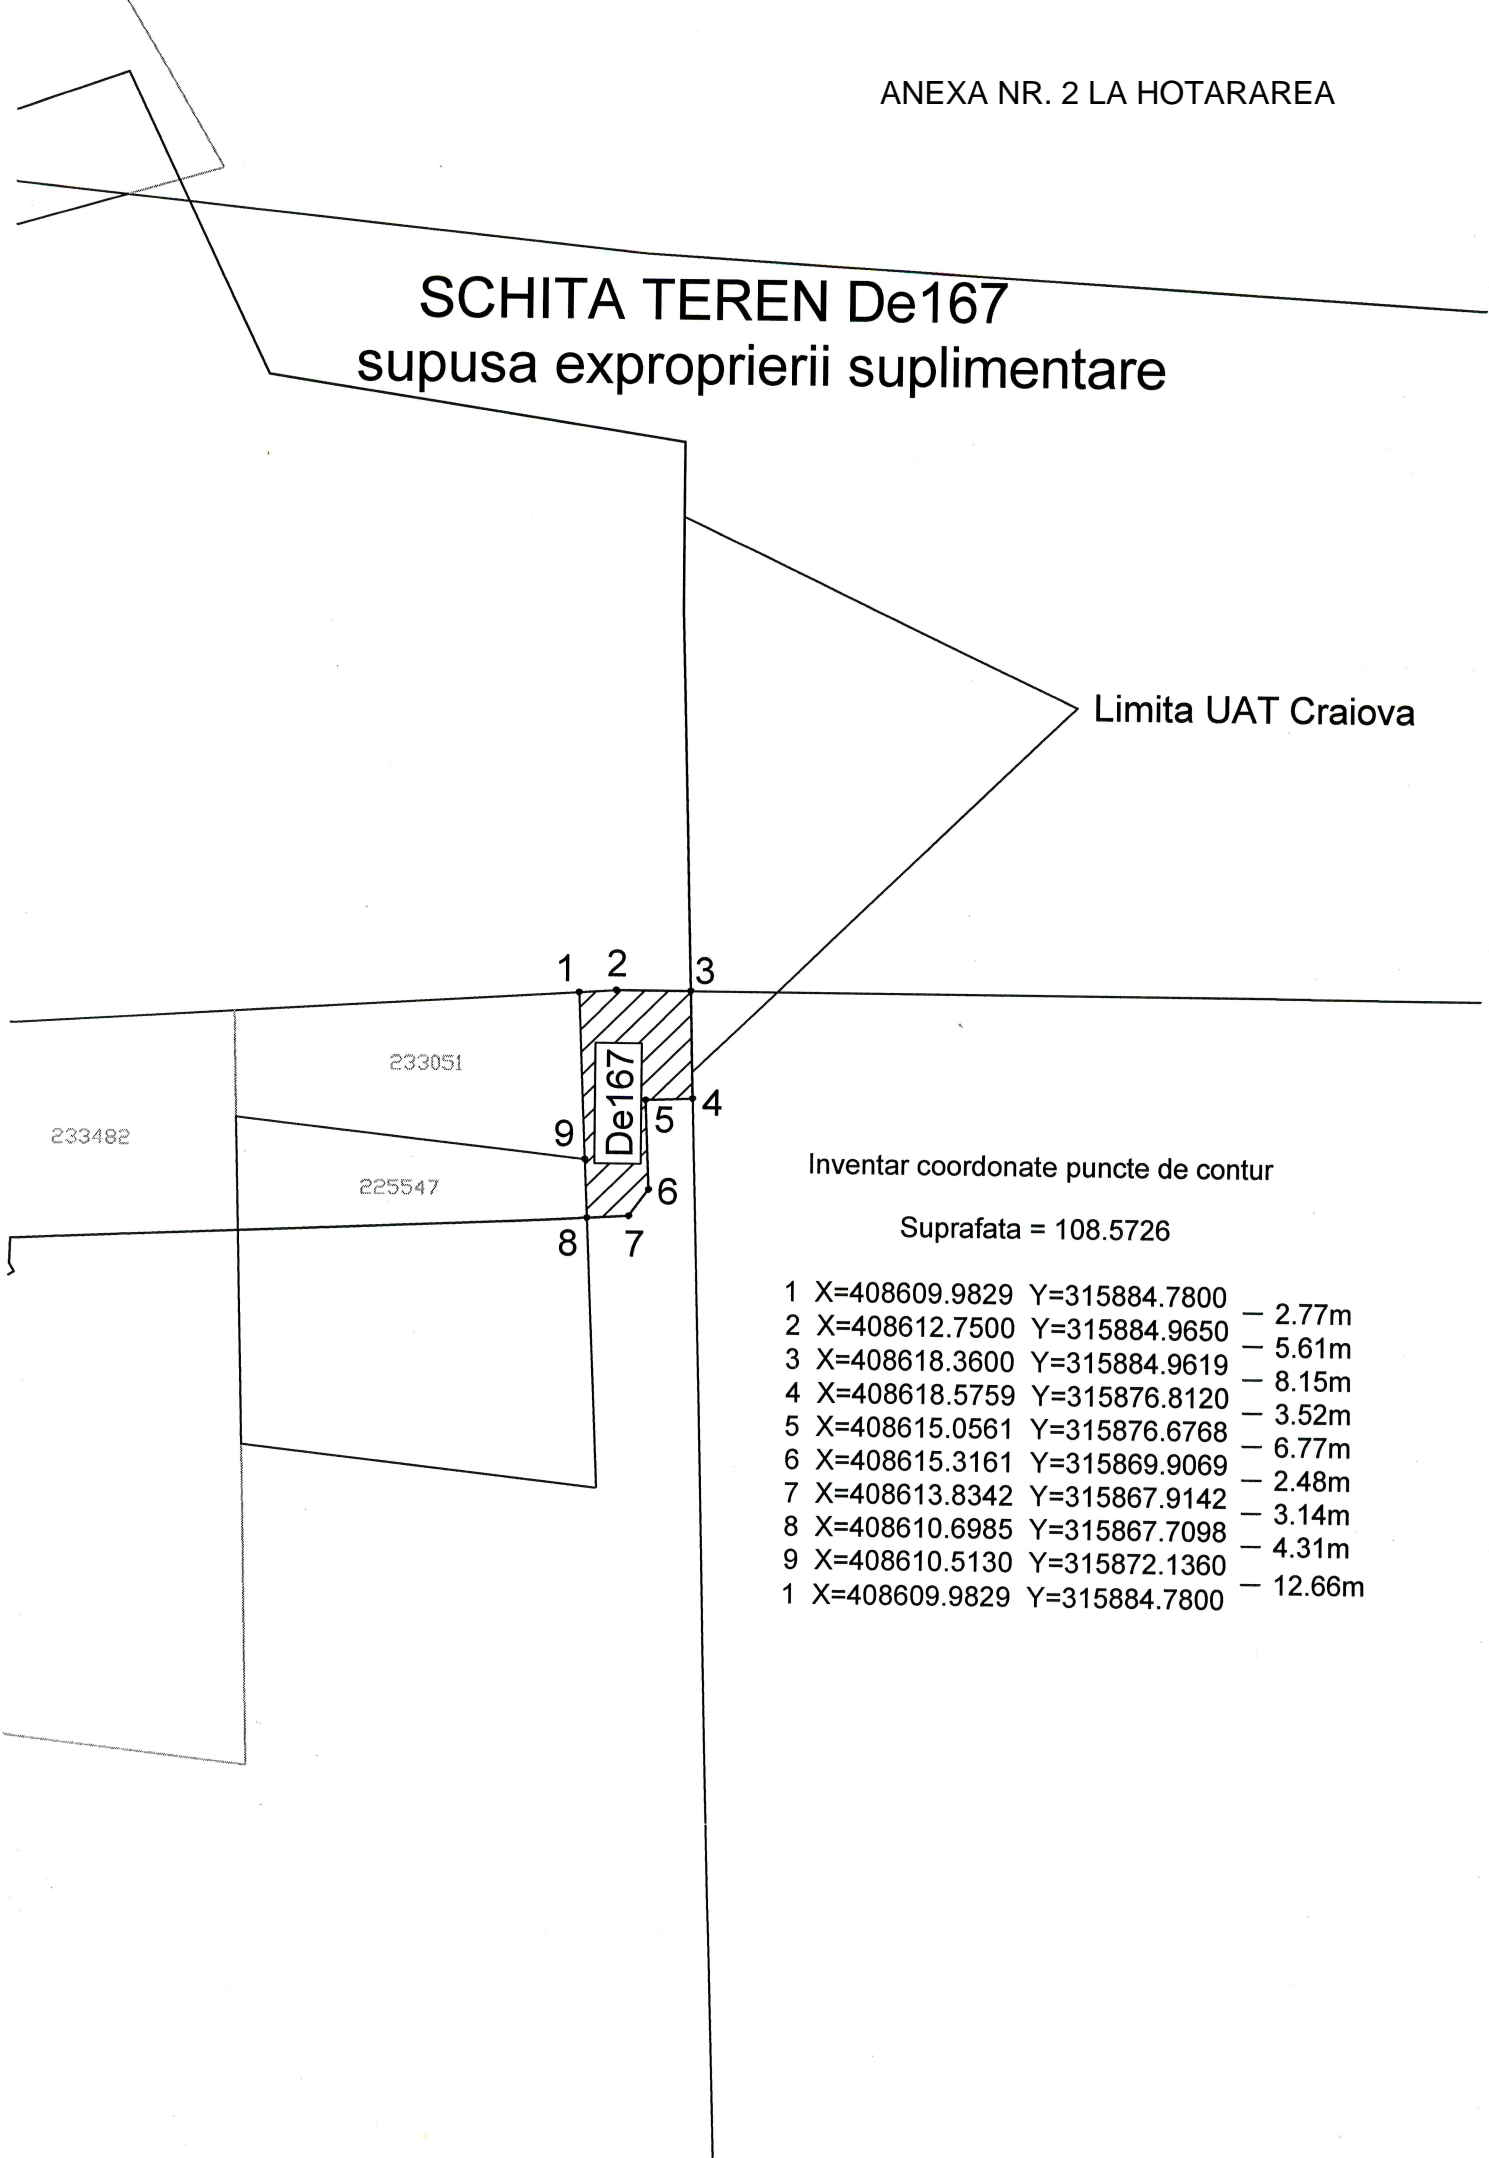 ANEXA NR. 2 LA HOTARAREA
SCHITA TEREN De167
supusa exproprierii suplimentare
Limita UAT Craiova
1
2
3
233051
De167
5
4
233482
9
225547
6
8
7
Inventar coordonate puncte de contur
Suprafata = 108.5726
1 X=408609.9829 Y=315884.7800
— 2.77m
2 X=408612.7500 Y=315884.9650
— 5.61m
3 X=408618.3600 Y=315884.9619
— 8.15m
4 X=408618.5759 Y=315876.8120
— 3.52m
5 X=408615.0561 Y=315876.6768
— 6.77m
6 X=408615.3161 Y=315869.9069
— 2.48m
7 X=408613.8342 Y=315867.9142
— 3.14m
8 X=408610.6985 Y=315867.7098
— 4.31m
9 X=408610.5130 Y=315872.1360
— 12.66m
1 X=408609.9829 Y=315884.7800